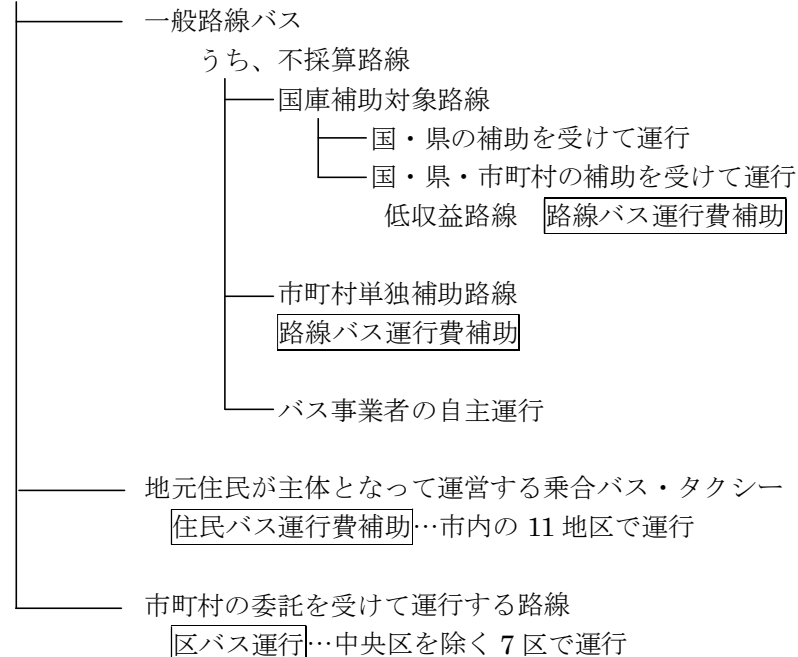 一般路線バス
うち、不採算路線
国庫補助対象路線
国・県の補助を受けて運行
国・県・市町村の補助を受けて運行
低収益路線　路線バス運行費補助
市町村単独補助路線
路線バス運行費補助
バス事業者の自主運行
地元住民が主体となって運営する乗合バス・タクシー
住民バス運行費補助…市内の 11 地区で運行
市町村の委託を受けて運行する路線
区バス運行…中央区を除く 7 区で運行